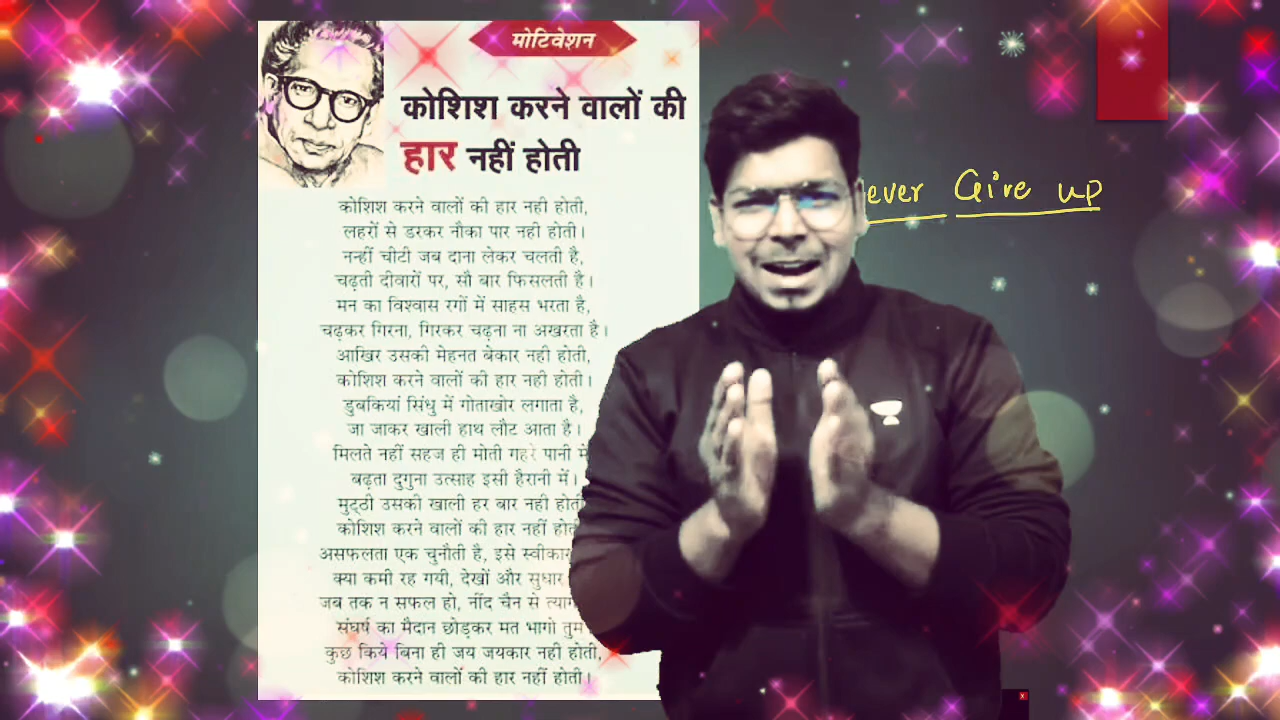 मोटिवेशन
कोशिश करने वालों की
हार नहीं होती
कोशिश करने वालों की हार नही होती,
लहरों से डरकर नौका पार नही होती।
नन्हीं चीटी जब दाना लेकर चलती है,
चढ़ती दीवारों पर, सौ बार फिसलती है।
मन का विश्वास रगों में साहस भरता है,
चढ़कर गिरना, गिरकर चढ़ना ना अखरता है।
आखिर उसकी मेहनत बेकार नही होती,
कोशिश करने वालों की हार नही होती।
डुबकियां सिंधु में गोताखोर लगाता है,
जा जाकर खाली हाथ लौट आता है।
मिलते नहीं सहज ही मोती गहरे पानी में
बढ़ता दुगुना उत्साह इसी हैरानी में।
मुट्ठी उसकी खाली हर बार नही होती
कोशिश करने वालों की हार नहीं होती
असफलता एक चुनौती है, इसे स्वीकार
क्या कमी रह गयी, देखों और सुधार
जब तक न सफल हो, नींद चैन से
संघर्ष का मैदान छोड़कर मत भागो तुम
कुछ किये बिना ही जय जयकार नही होती,
कोशिश करने वालों की हार नहीं होती।
ever Give up